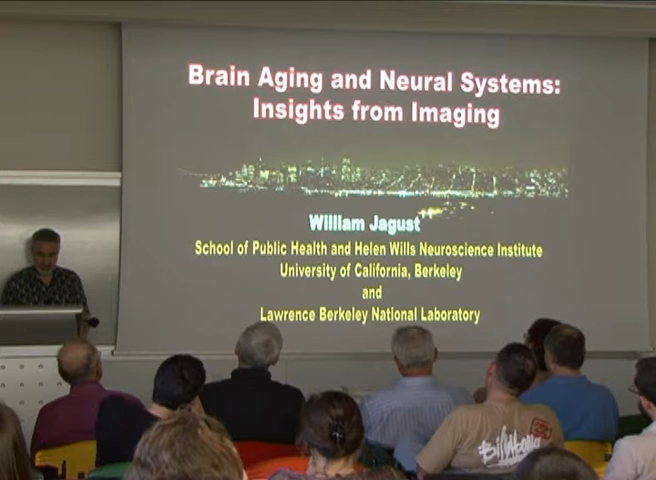 Brain Aging and Neural Systems:
Insights from Imaging
William Jagust
School of Public Health and Helen Wills Neuroscience Institute
University of California, Berkeley
and
Lawrence Berkeley National Laboratory
Billabong